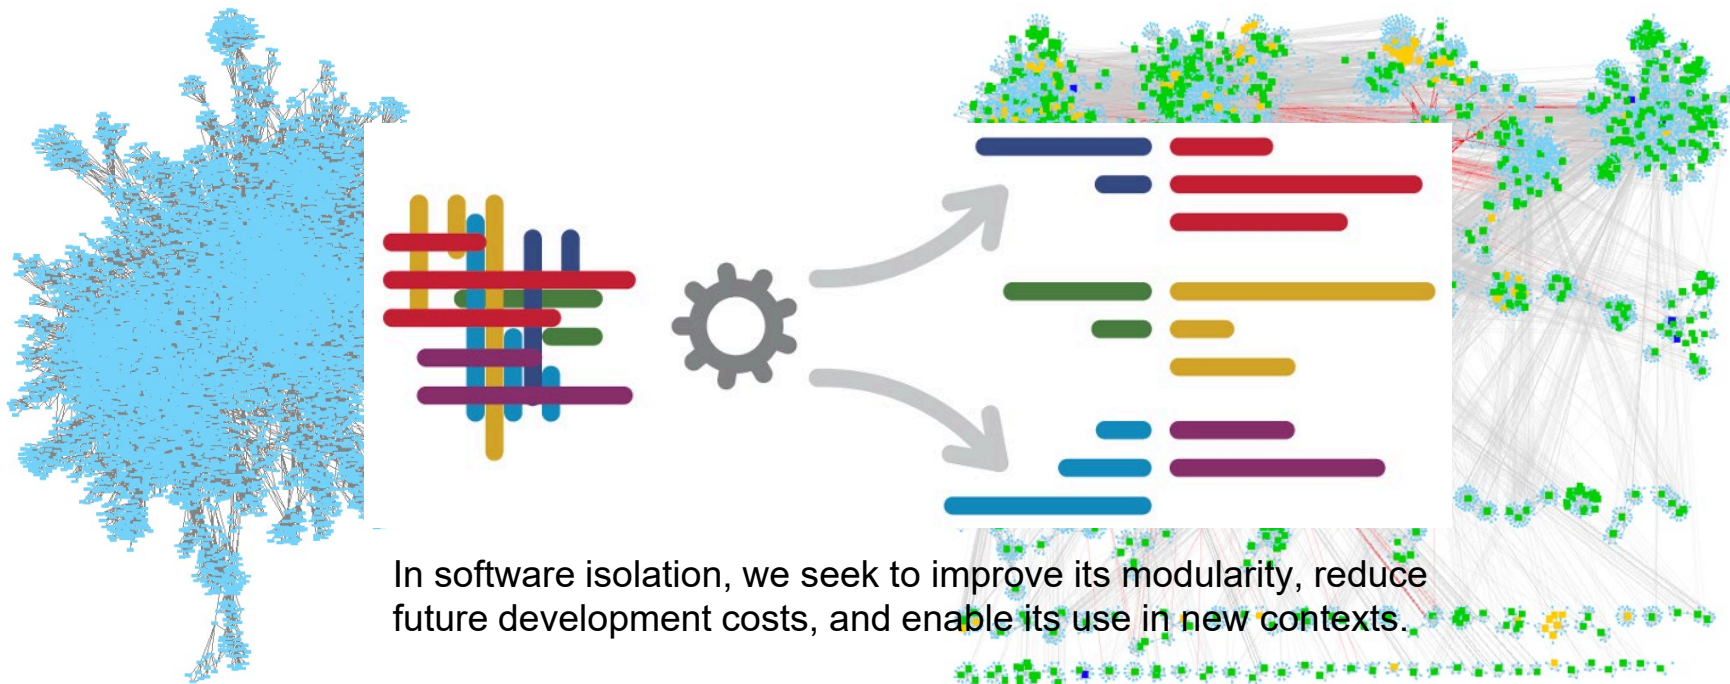 In software isolation, we seek to improve its modularity, reduce
future development costs, and enable its use in new contexts.